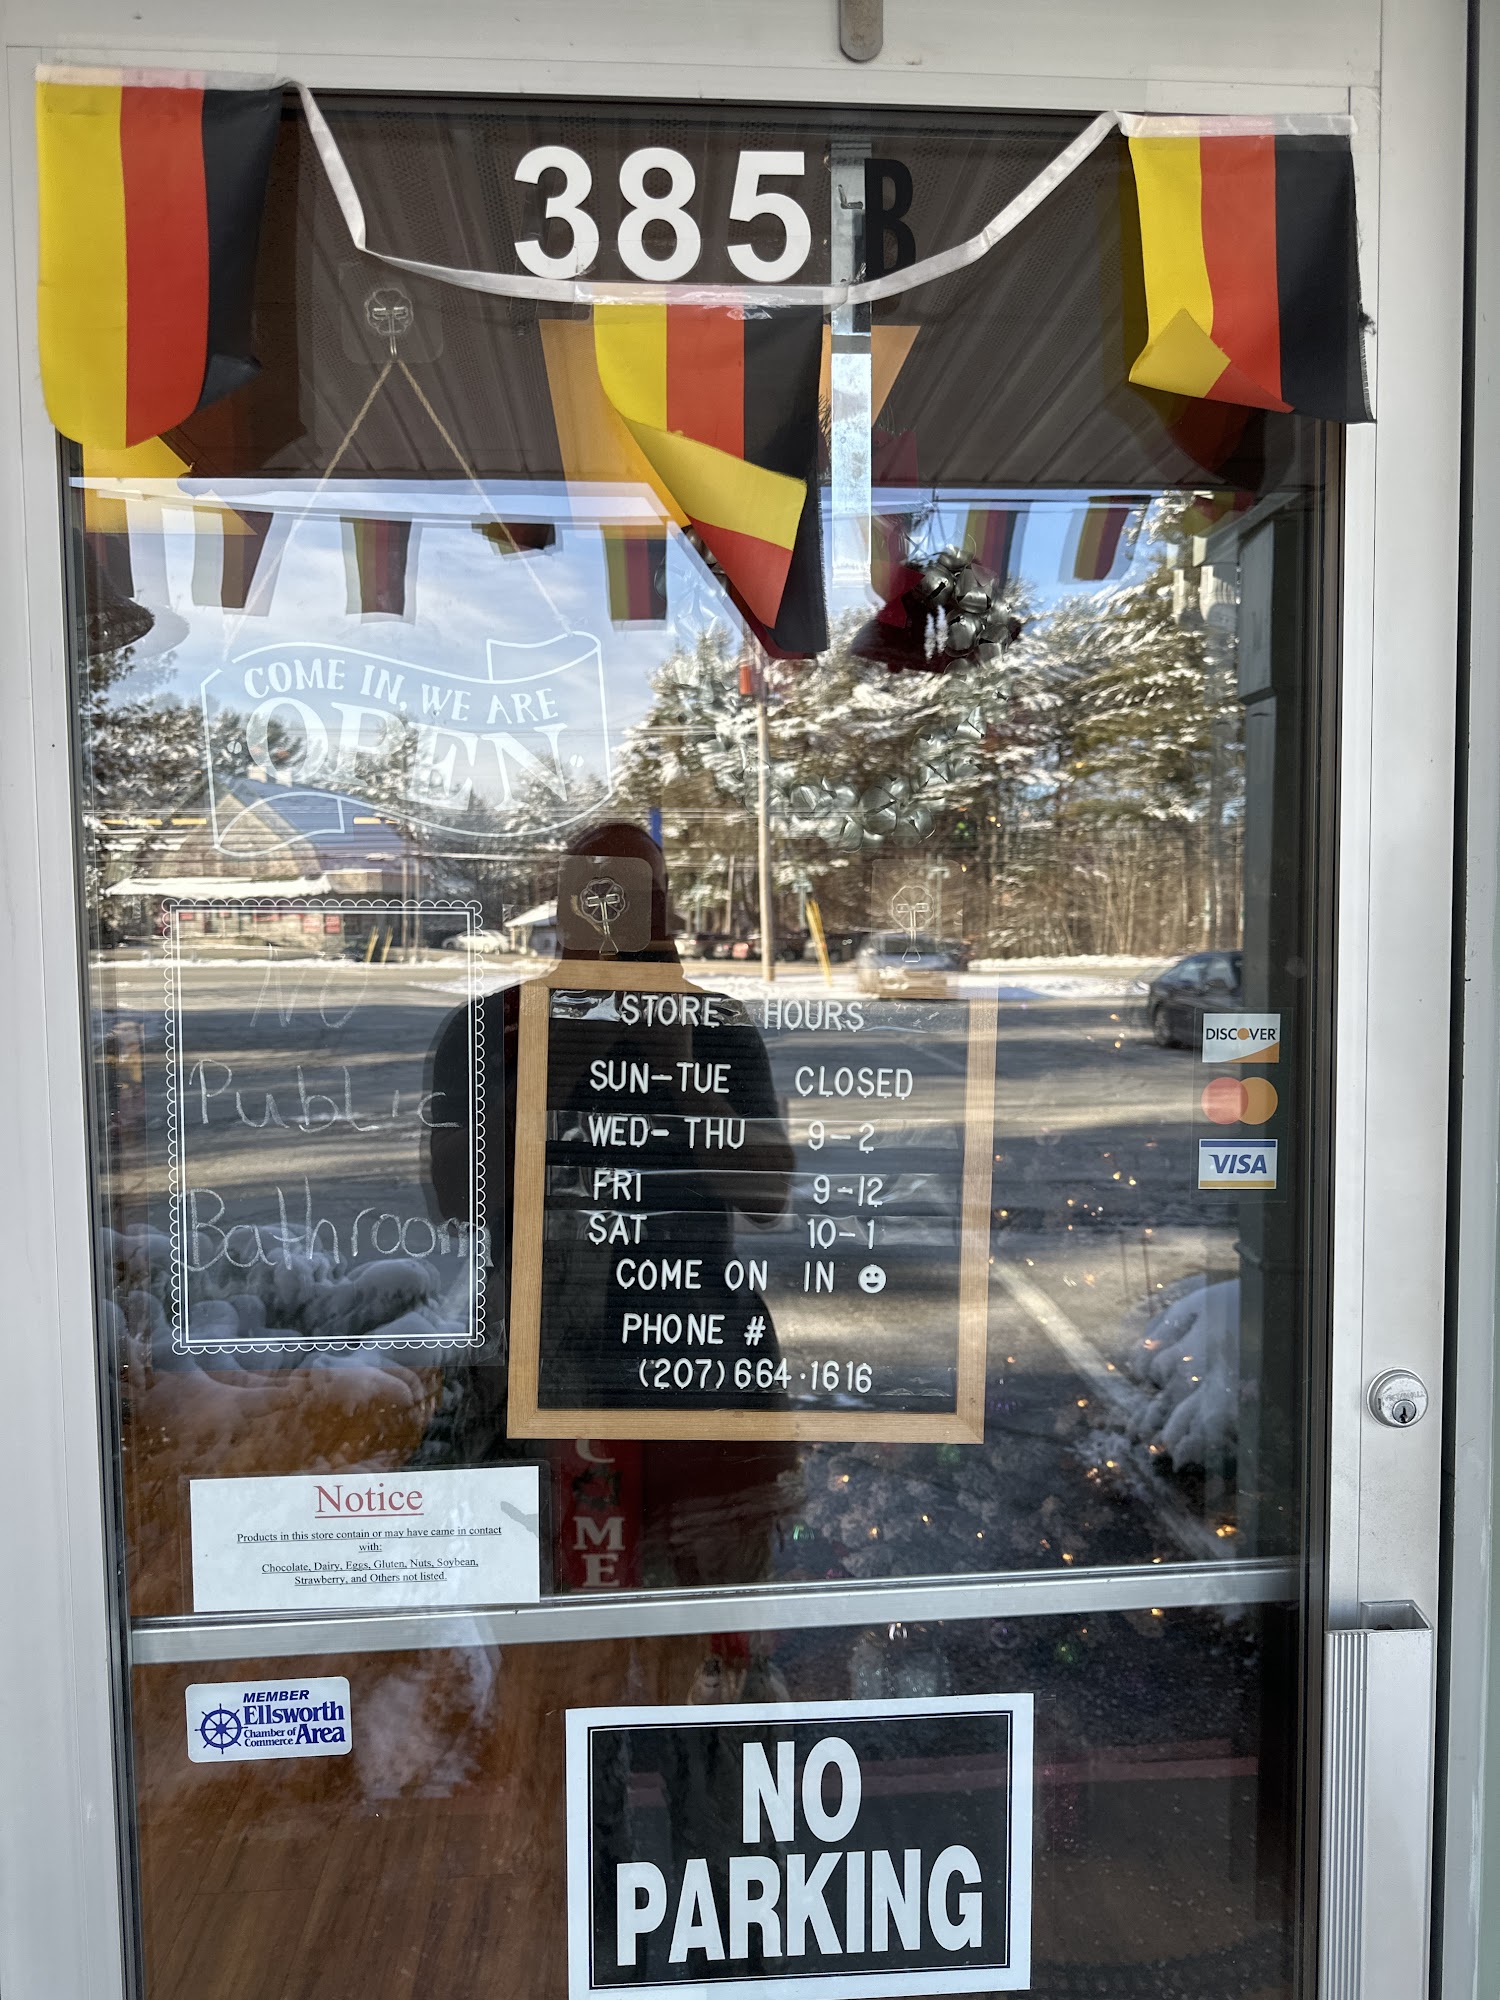 385 B
COME IN, WE ARE
OPEN
No
Public
Bathroom
STORE HOURS
SUN-TUE CLOSED
WED-THU 9-2
FRI 9-12
SAT 10-1
COME ON IN
PHONE #
(207)664-1616
DISCOVER
VISA
COME
Notice
Products in this store contain or may have came in contact
with:
Chocolate, Dairy, Eggs, Gluten, Nuts, Soybean,
Strawberry, and Others not listed.
MEMBER
Ellsworth
Chamber of
Commerce Area
NO
PARKING